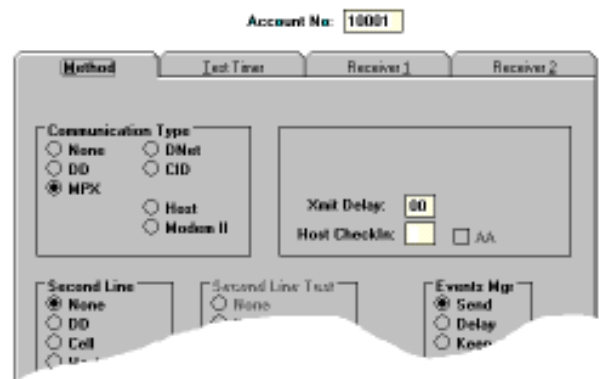 Account No: 10001
Method Test Timer Receiver 1 Receiver 2
Communication Type
None DNet
DD CID
MPX
Host
Modem II
Xmit Delay: 00
Host CheckIn: AA
Second Line
None
DD
Cell
Second Line Test
None
Events Mgr
Send
Delay
Keep